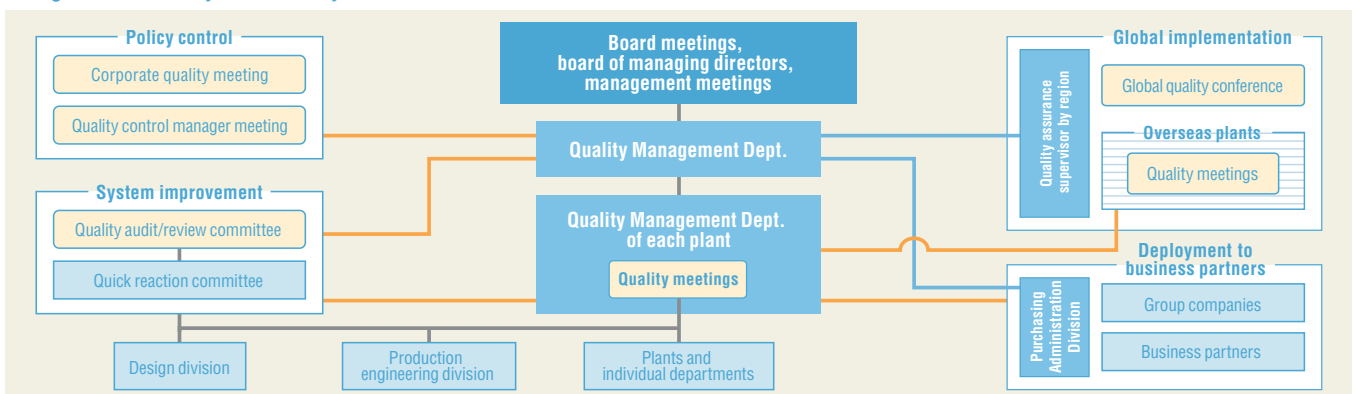 Policy control
Corporate quality meeting
Quality control manager meeting
System improvement
Quality audit/review committee
Quick reaction committee
Board meetings,
board of managing directors,
management meetings
Quality Management Dept.
Quality Management Dept.
of each plant
Quality meetings
Design division
Production
engineering division
Plants and
individual departments
Global implementation
Quality assurance
supervisor by region
Global quality conference
Overseas plants
Quality meetings
Deployment to
business partners
Purchasing
Administration
Division
Group companies
Business partners